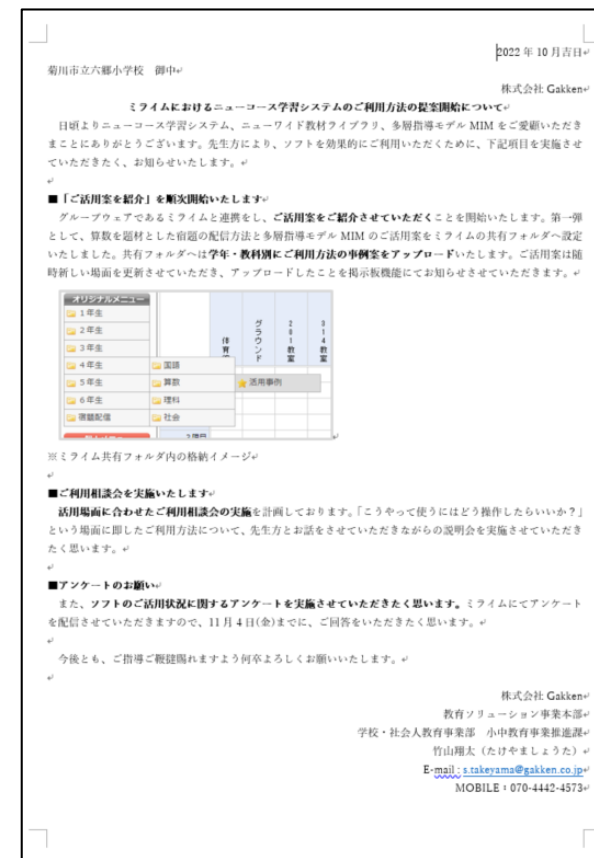 2022 年 10 月吉日
菊川市立六郷小学校　御中
株式会社 Gakken
ミライムにおけるニューコース学習システムのご利用方法の提案開始について
日頃よりニューコース学習システム、ニューワイド教材ライブラリ、多層指導モデル MIM をご愛顧いただき
まことにありがとうございます。先生方により、ソフトを効果的にご利用いただくために、下記項目を実施させ
ていただきたく、お知らせいたします。
■「ご活用案を紹介」を順次開始いたします
グループウェアであるミライムと連携をし、ご活用案をご紹介させていただくことを開始いたします。第一弾
として、算数を題材とした宿題の配信方法と多層指導モデル MIM のご活用案をミライムの共有フォルダへ設定
いたしました。共有フォルダへは学年・教科別にご利用方法の事例案をアップロードいたします。ご活用案は随
時新しい場面を更新させていただき、アップロードしたことを掲示板機能にてお知らせさせていただきます。
オリジナルメニュー
1年生
2年生
3年生
4年生
5年生
6年生
宿題配信
国語
算数
理科
社会
活用事例
体育
グラウンド
201教室
314教室
※ミライム共有フォルダ内の格納イメージ
■ご利用相談会を実施いたします
活用場面に合わせたご利用相談会の実施を計画しております。「こうやって使うにはどう操作したらいいか？」
という場面に即したご利用方法について、先生方とお話をさせていただきながらの説明会を実施させていただき
たく思います。
■アンケートのお願い
また、ソフトのご活用状況に関するアンケートを実施させていただきたく思います。ミライムにてアンケート
を配信させていただきますので、11 月 4 日(金)までに、ご回答をいただきたく思います。
今後とも、ご指導ご鞭撻賜れますよう何卒よろしくお願いいたします。
株式会社 Gakken
教育ソリューション事業本部
学校・社会人教育事業部　小中教育事業推進課
竹山翔太（たけやましょうた）
E-mail : s.takeyama@gakken.co.jp
MOBILE：070-4442-4573